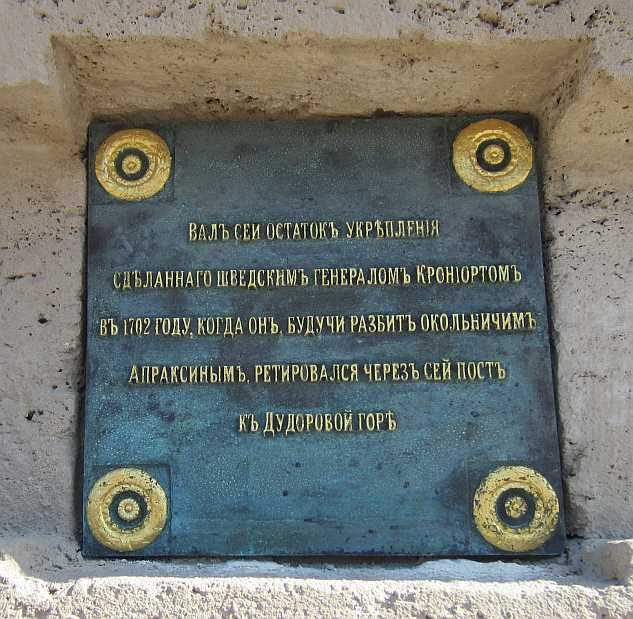 Валъ сеи остатокъ укрѣпленія
сдѣланнаго шведскимъ генераломъ Кроніортомъ
въ 1702 году, когда онъ, будучи разбитъ окольничимъ
Апраксинымъ, ретировался черезъ сей постъ
къ Дудоровой горѣ